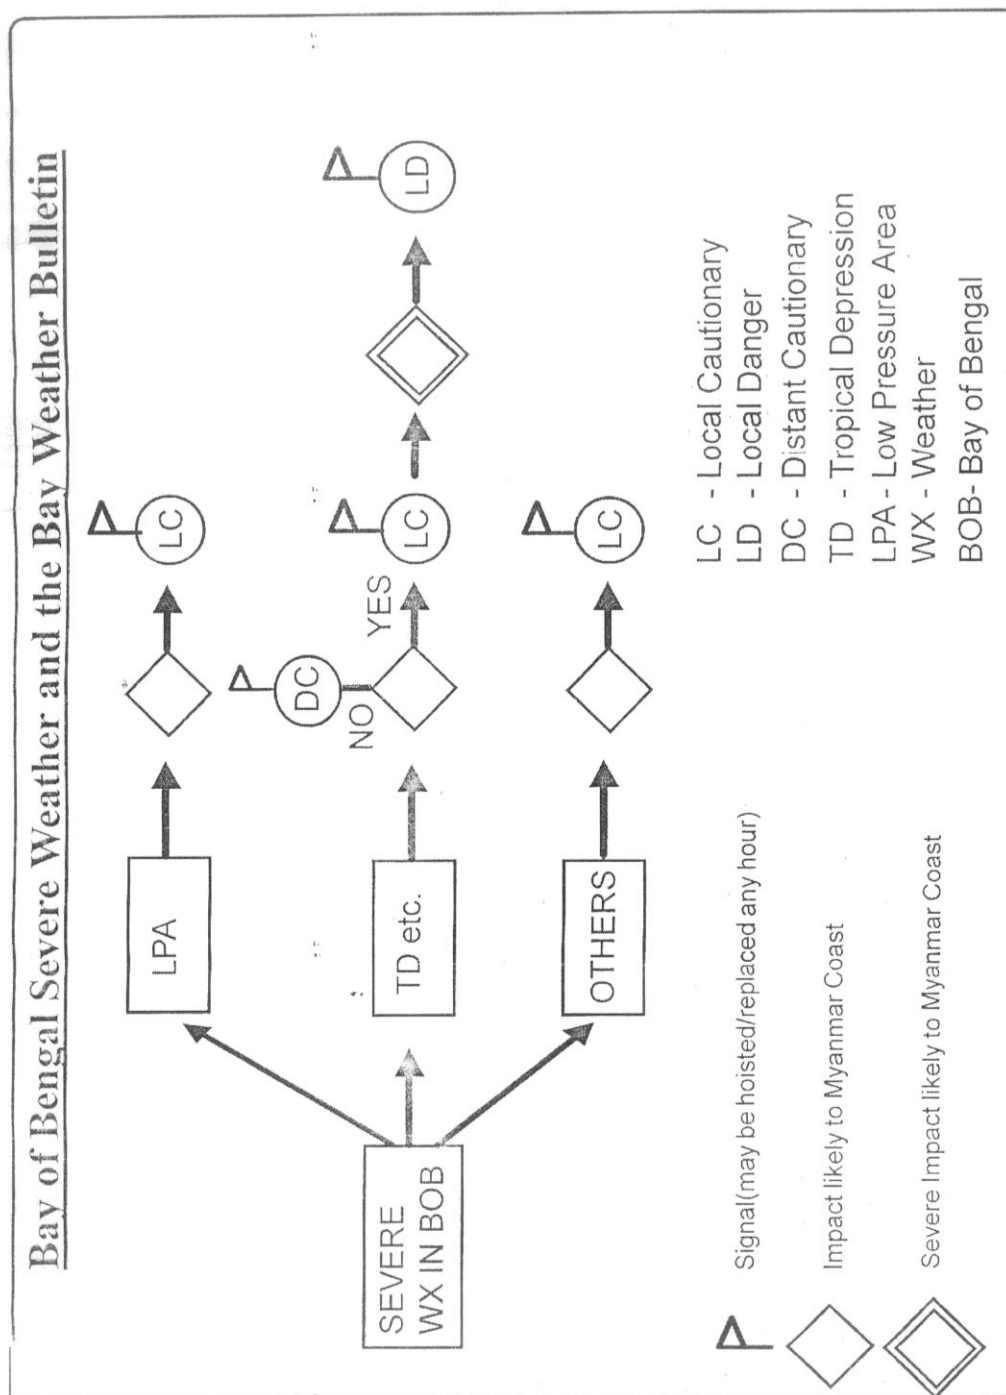 Bay of Bengal Severe Weather and the Bay Weather Bulletin
LPA
LC
SEVERE
WX IN BOB
TD etc.
NO
DC
YES
LC
LD
OTHERS
LC
Signal(may be hoisted/replaced any hour)
Impact likely to Myanmar Coast
Severe Impact likely to Myanmar Coast
LC - Local Cautionary
LD - Local Danger
DC - Distant Cautionary
TD - Tropical Depression
LPA - Low Pressure Area
WX - Weather
BOB- Bay of Bengal